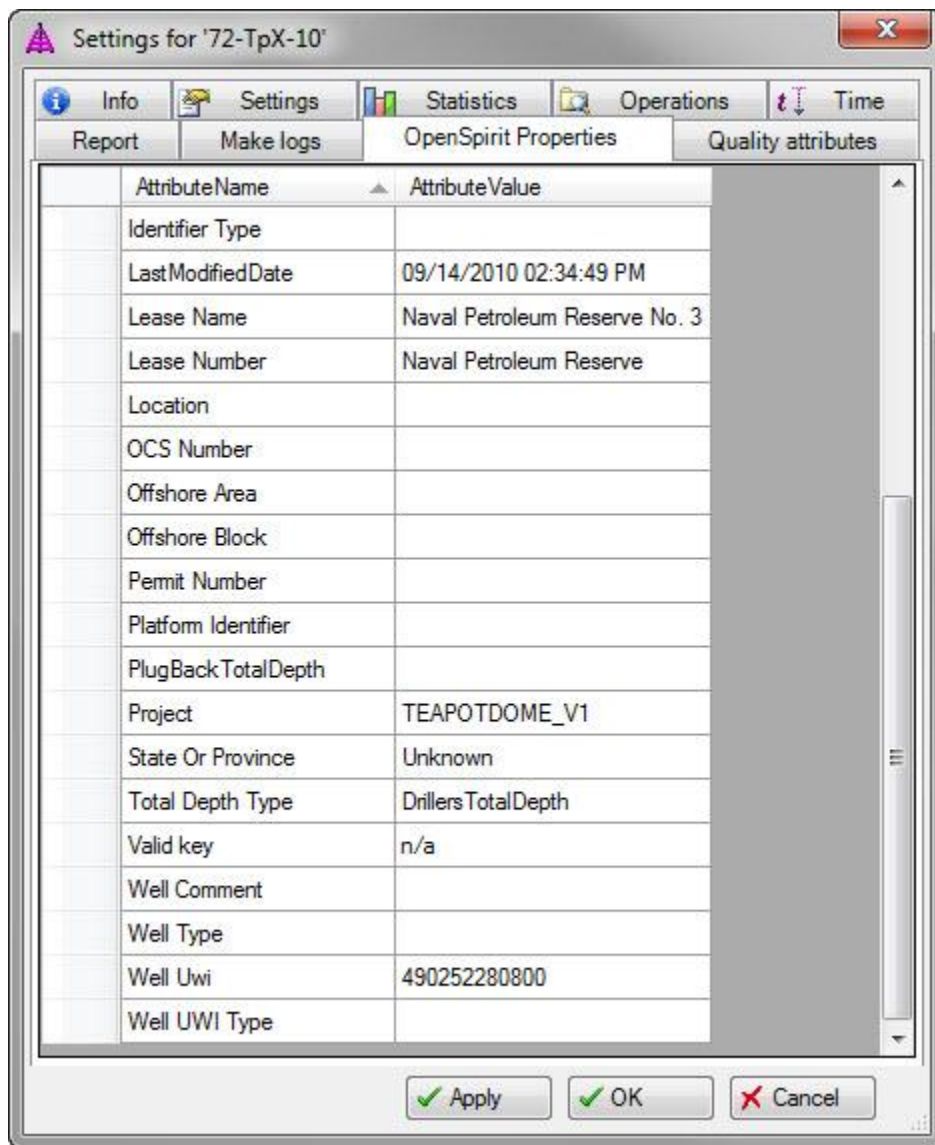 Settings for '72-TpX-10'
Info Settings Statistics Operations Time
Report Make logs OpenSpirit Properties Quality attributes
AttributeName AttributeValue
Identifier Type
LastModifiedDate 09/14/2010 02:34:49 PM
Lease Name Naval Petroleum Reserve No. 3
Lease Number Naval Petroleum Reserve
Location
OCS Number
Offshore Area
Offshore Block
Permit Number
Platform Identifier
PlugBackTotalDepth
Project TEAPOTDOME_V1
State Or Province Unknown
Total Depth Type DrillersTotalDepth
Valid key n/a
Well Comment
Well Type
Well Uwi 490252280800
Well UWI Type
Apply OK Cancel